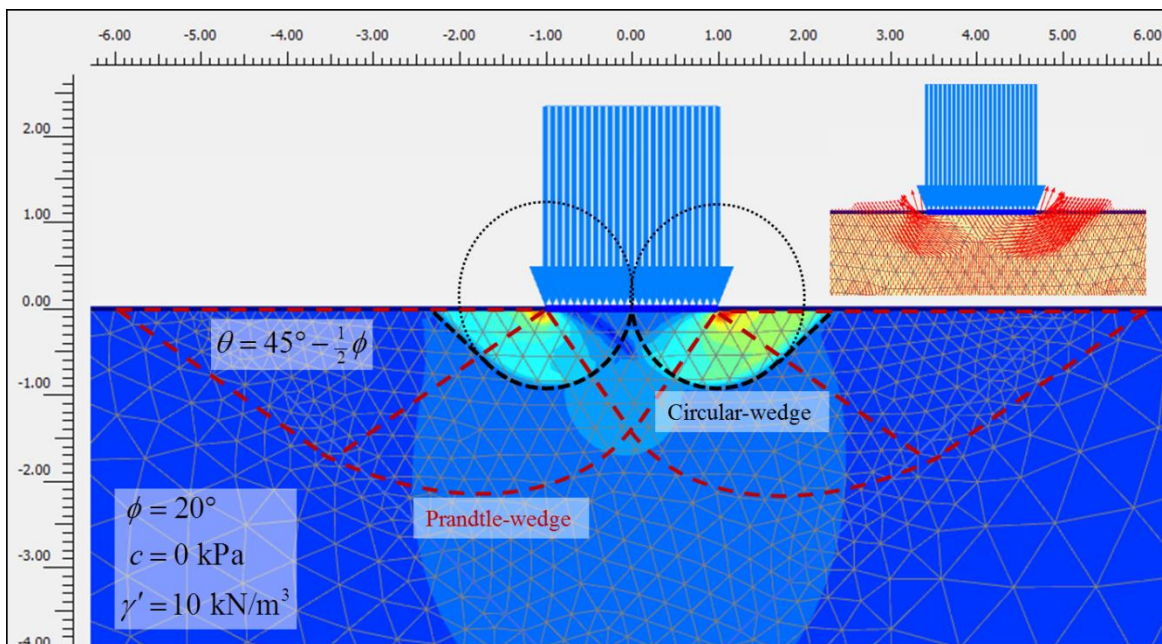 -6.00 -5.00 -4.00 -3.00 -2.00 -1.00 0.00 1.00 2.00 3.00 4.00 5.00 6.00
2.00
1.00
0.00
-1.00
-2.00
-3.00
-4.00
θ = 45° − ½φ
Circular-wedge
Prandtle-wedge
φ = 20°
c = 0 kPa
γ′ = 10 kN/m³